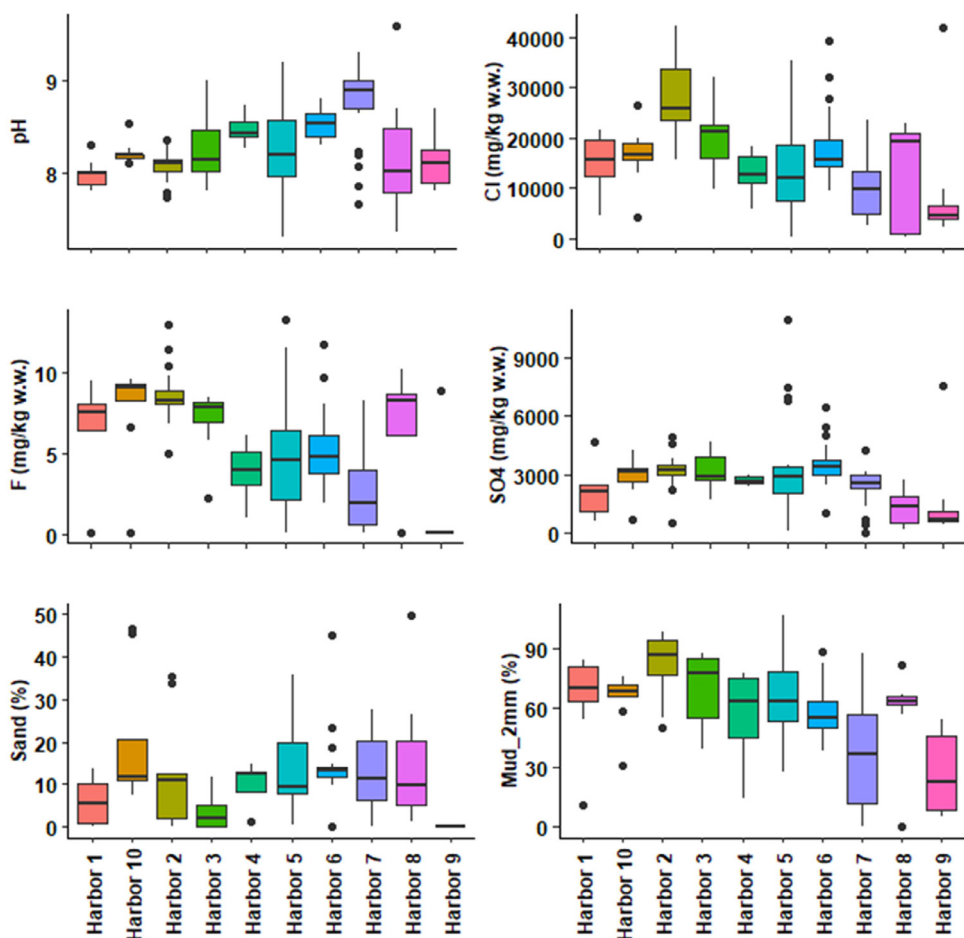 pH
9
8
Cl (mg/kg w.w.)
40000
30000
20000
10000
0
F (mg/kg w.w.)
10
5
0
SO4 (mg/kg w.w.)
9000
6000
3000
0
Sand (%)
50
40
30
20
10
0
Harbor 1
Harbor 10
Harbor 2
Harbor 3
Harbor 4
Harbor 5
Harbor 6
Harbor 7
Harbor 8
Harbor 9
Mud_2mm (%)
90
60
30
0
Harbor 1
Harbor 10
Harbor 2
Harbor 3
Harbor 4
Harbor 5
Harbor 6
Harbor 7
Harbor 8
Harbor 9